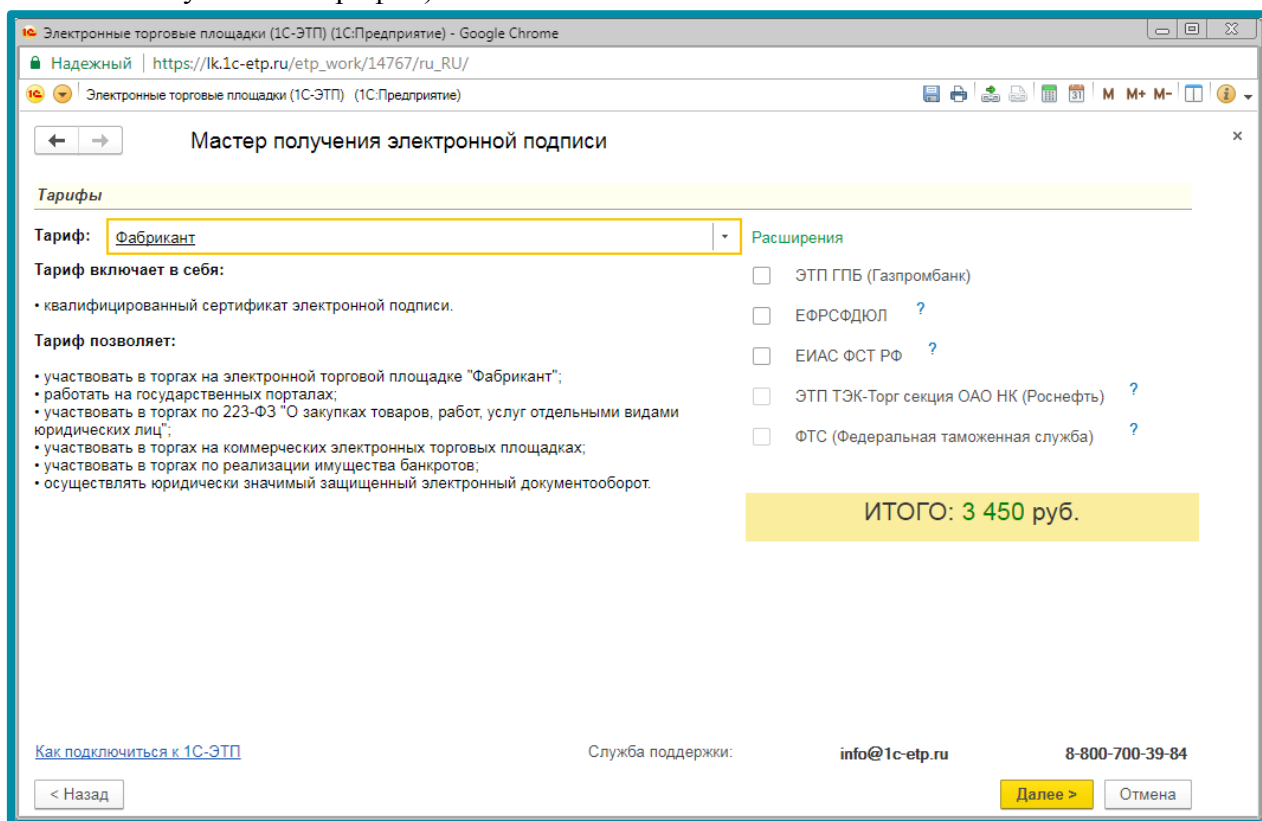 Электронные торговые площадки (1С-ЭТП) (1С:Предприятие) - Google Chrome
Надежный | https://lk.1c-etp.ru/etp_work/14767/ru_RU/
1С Электронные торговые площадки (1С-ЭТП) (1С:Предприятие) 31 M M+ M-
Мастер получения электронной подписи
Тарифы
Тариф: Фабрикант
Тариф включает в себя:
• квалифицированный сертификат электронной подписи.
Тариф позволяет:
• участвовать в торгах на электронной торговой площадке "Фабрикант";
• работать на государственных порталах;
• участвовать в торгах по 223-ФЗ "О закупках товаров, работ, услуг отдельными видами
юридических лиц";
• участвовать в торгах на коммерческих электронных торговых площадках;
• участвовать в торгах по реализации имущества банкротов;
• осуществлять юридически значимый защищенный электронный документооборот.
Расширения
ЭТП ГПБ (Газпромбанк)
ЕФРСФДЮЛ ?
ЕИАС ФСТ РФ ?
ЭТП ТЭК-Торг секция ОАО НК (Роснефть) ?
ФТС (Федеральная таможенная служба) ?
ИТОГО: 3 450 руб.
Как подключиться к 1С-ЭТП Служба поддержки: info@1c-etp.ru 8-800-700-39-84
< Назад Далее > Отмена